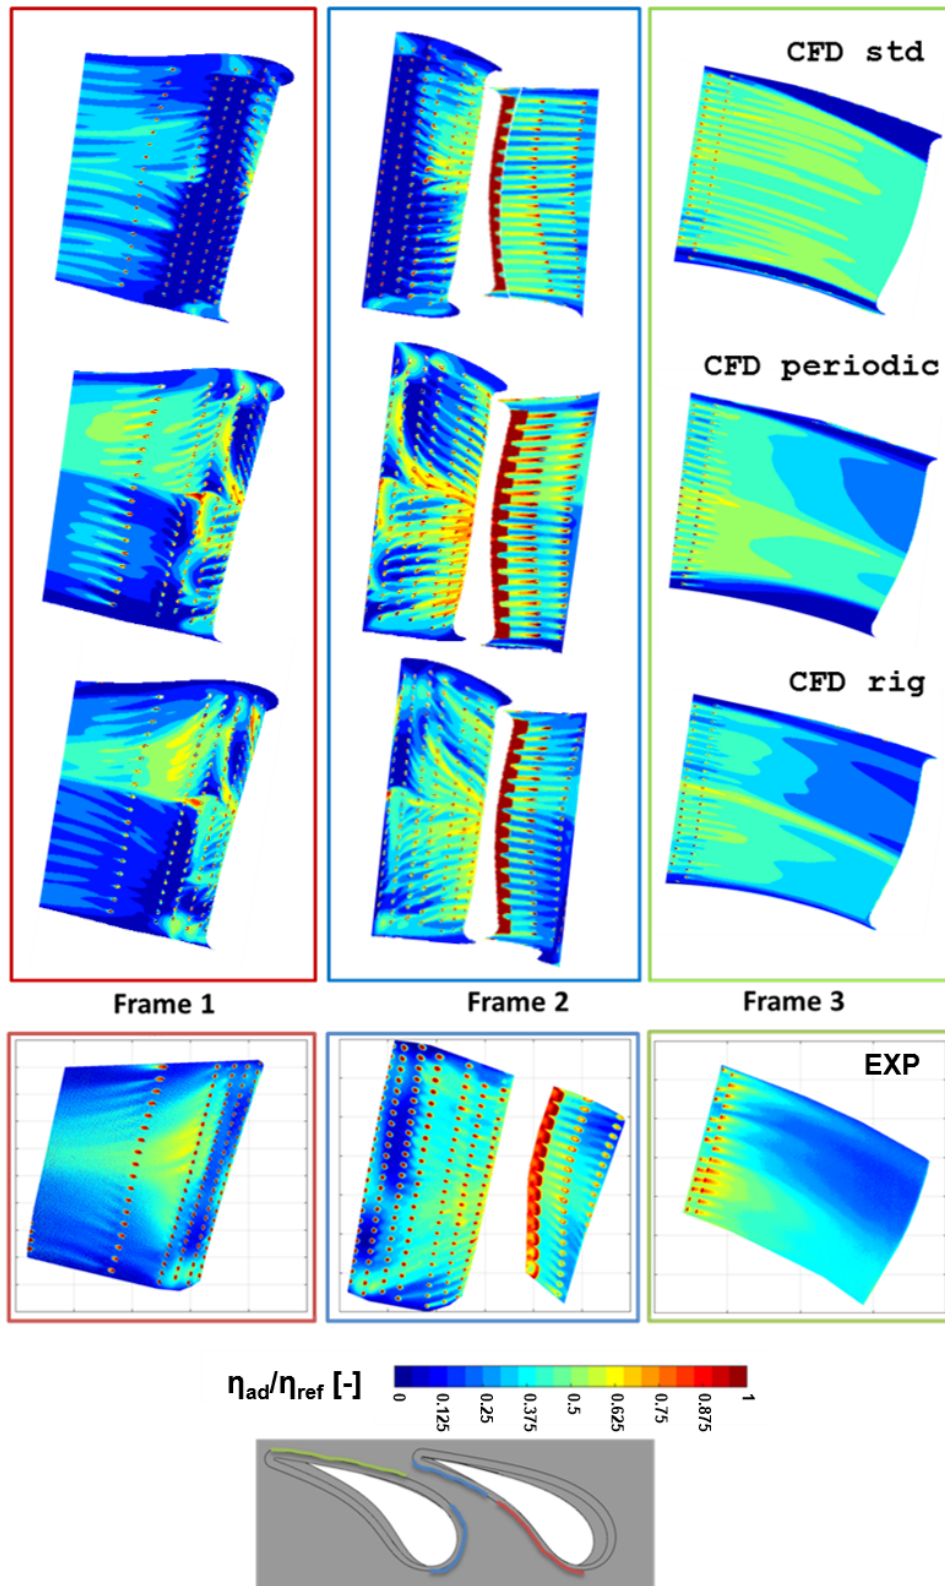 CFD std
CFD periodic
CFD rig
Frame 1 Frame 2 Frame 3
EXP
ηad/ηref [-]
0 0.125 0.25 0.375 0.5 0.625 0.75 0.875 1